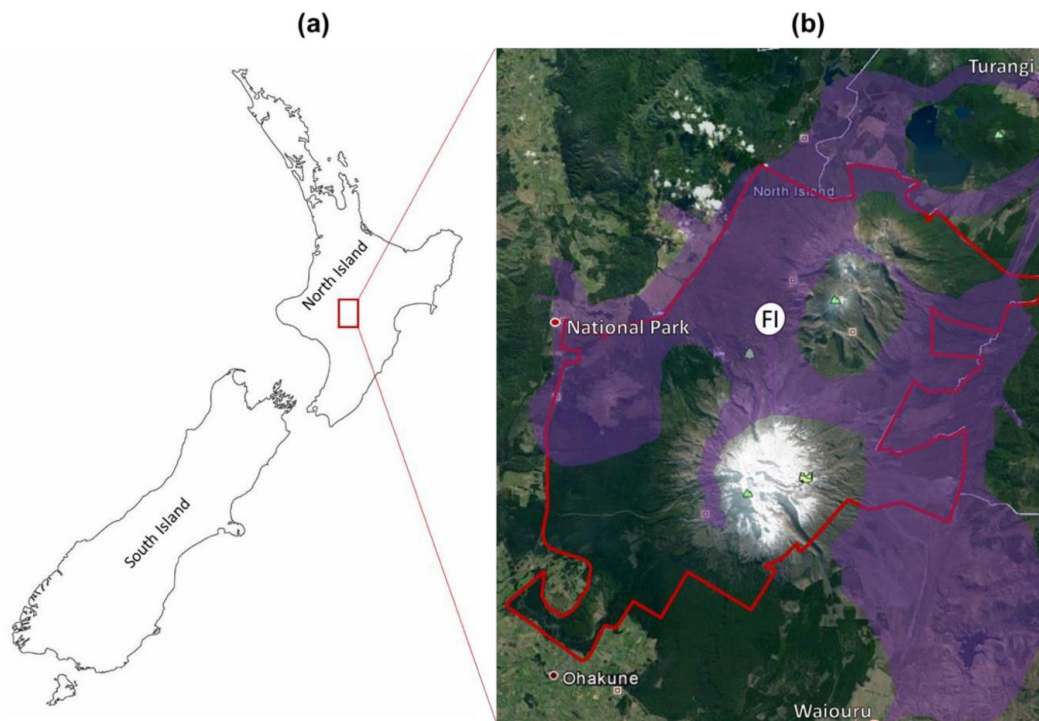 (a)
(b)
North Island
South Island
Turangi
North Island
FI
National Park
Ohakune
Waiouru